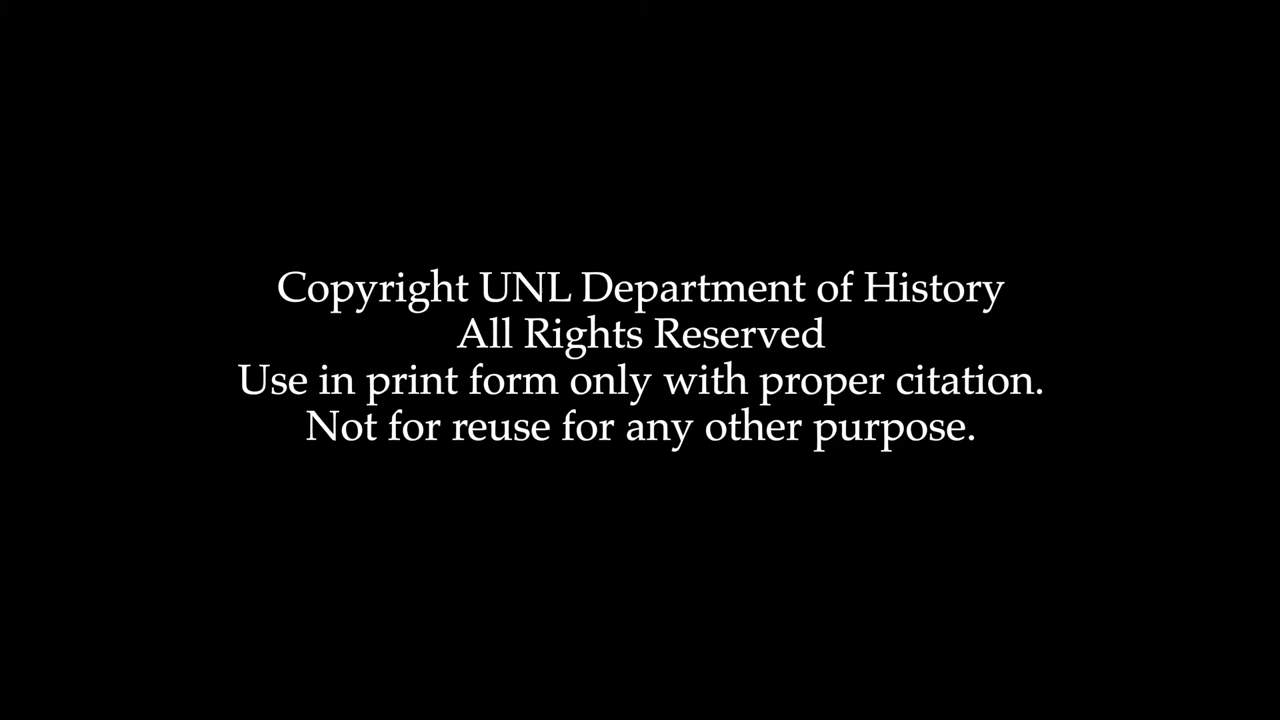 Copyright UNL Department of History
All Rights Reserved
Use in print form only with proper citation.
Not for reuse for any other purpose.